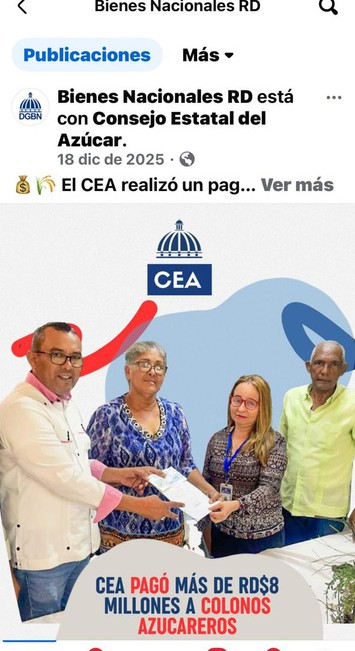 Bienes Nacionales RD
Publicaciones
Más
Bienes Nacionales RD está
con Consejo Estatal del
Azúcar.
18 dic de 2025 ·
DGBN
El CEA realizó un pag... Ver más
CEA
CEA PAGÓ MÁS DE RD$8
MILLONES A COLONOS
AZUCAREROS